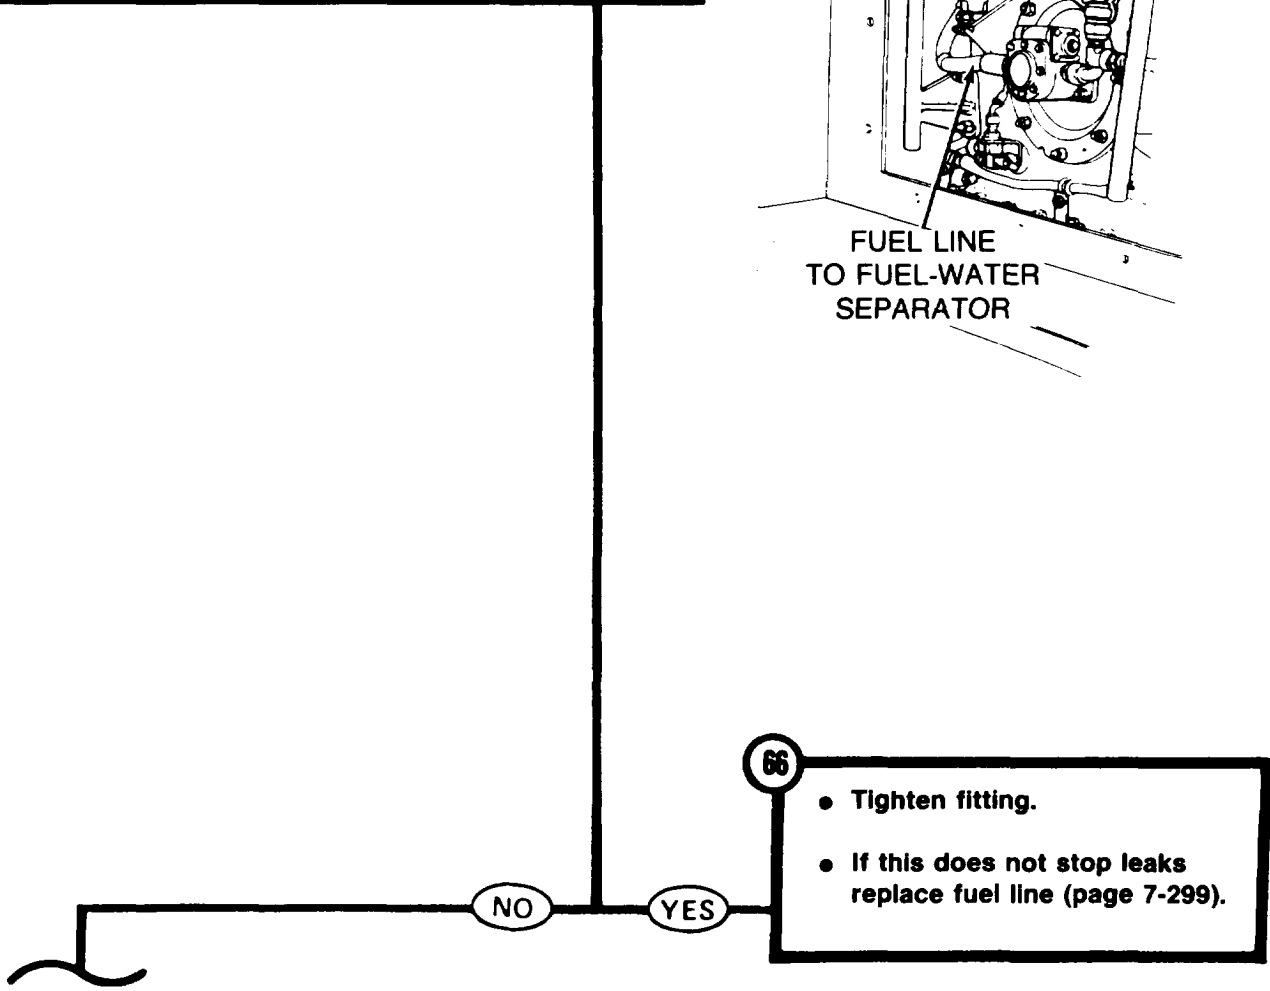 FUEL LINE
TO FUEL-WATER
SEPARATOR
66
• Tighten fitting.
• If this does not stop leaks
replace fuel line (page 7-299).
NO
YES